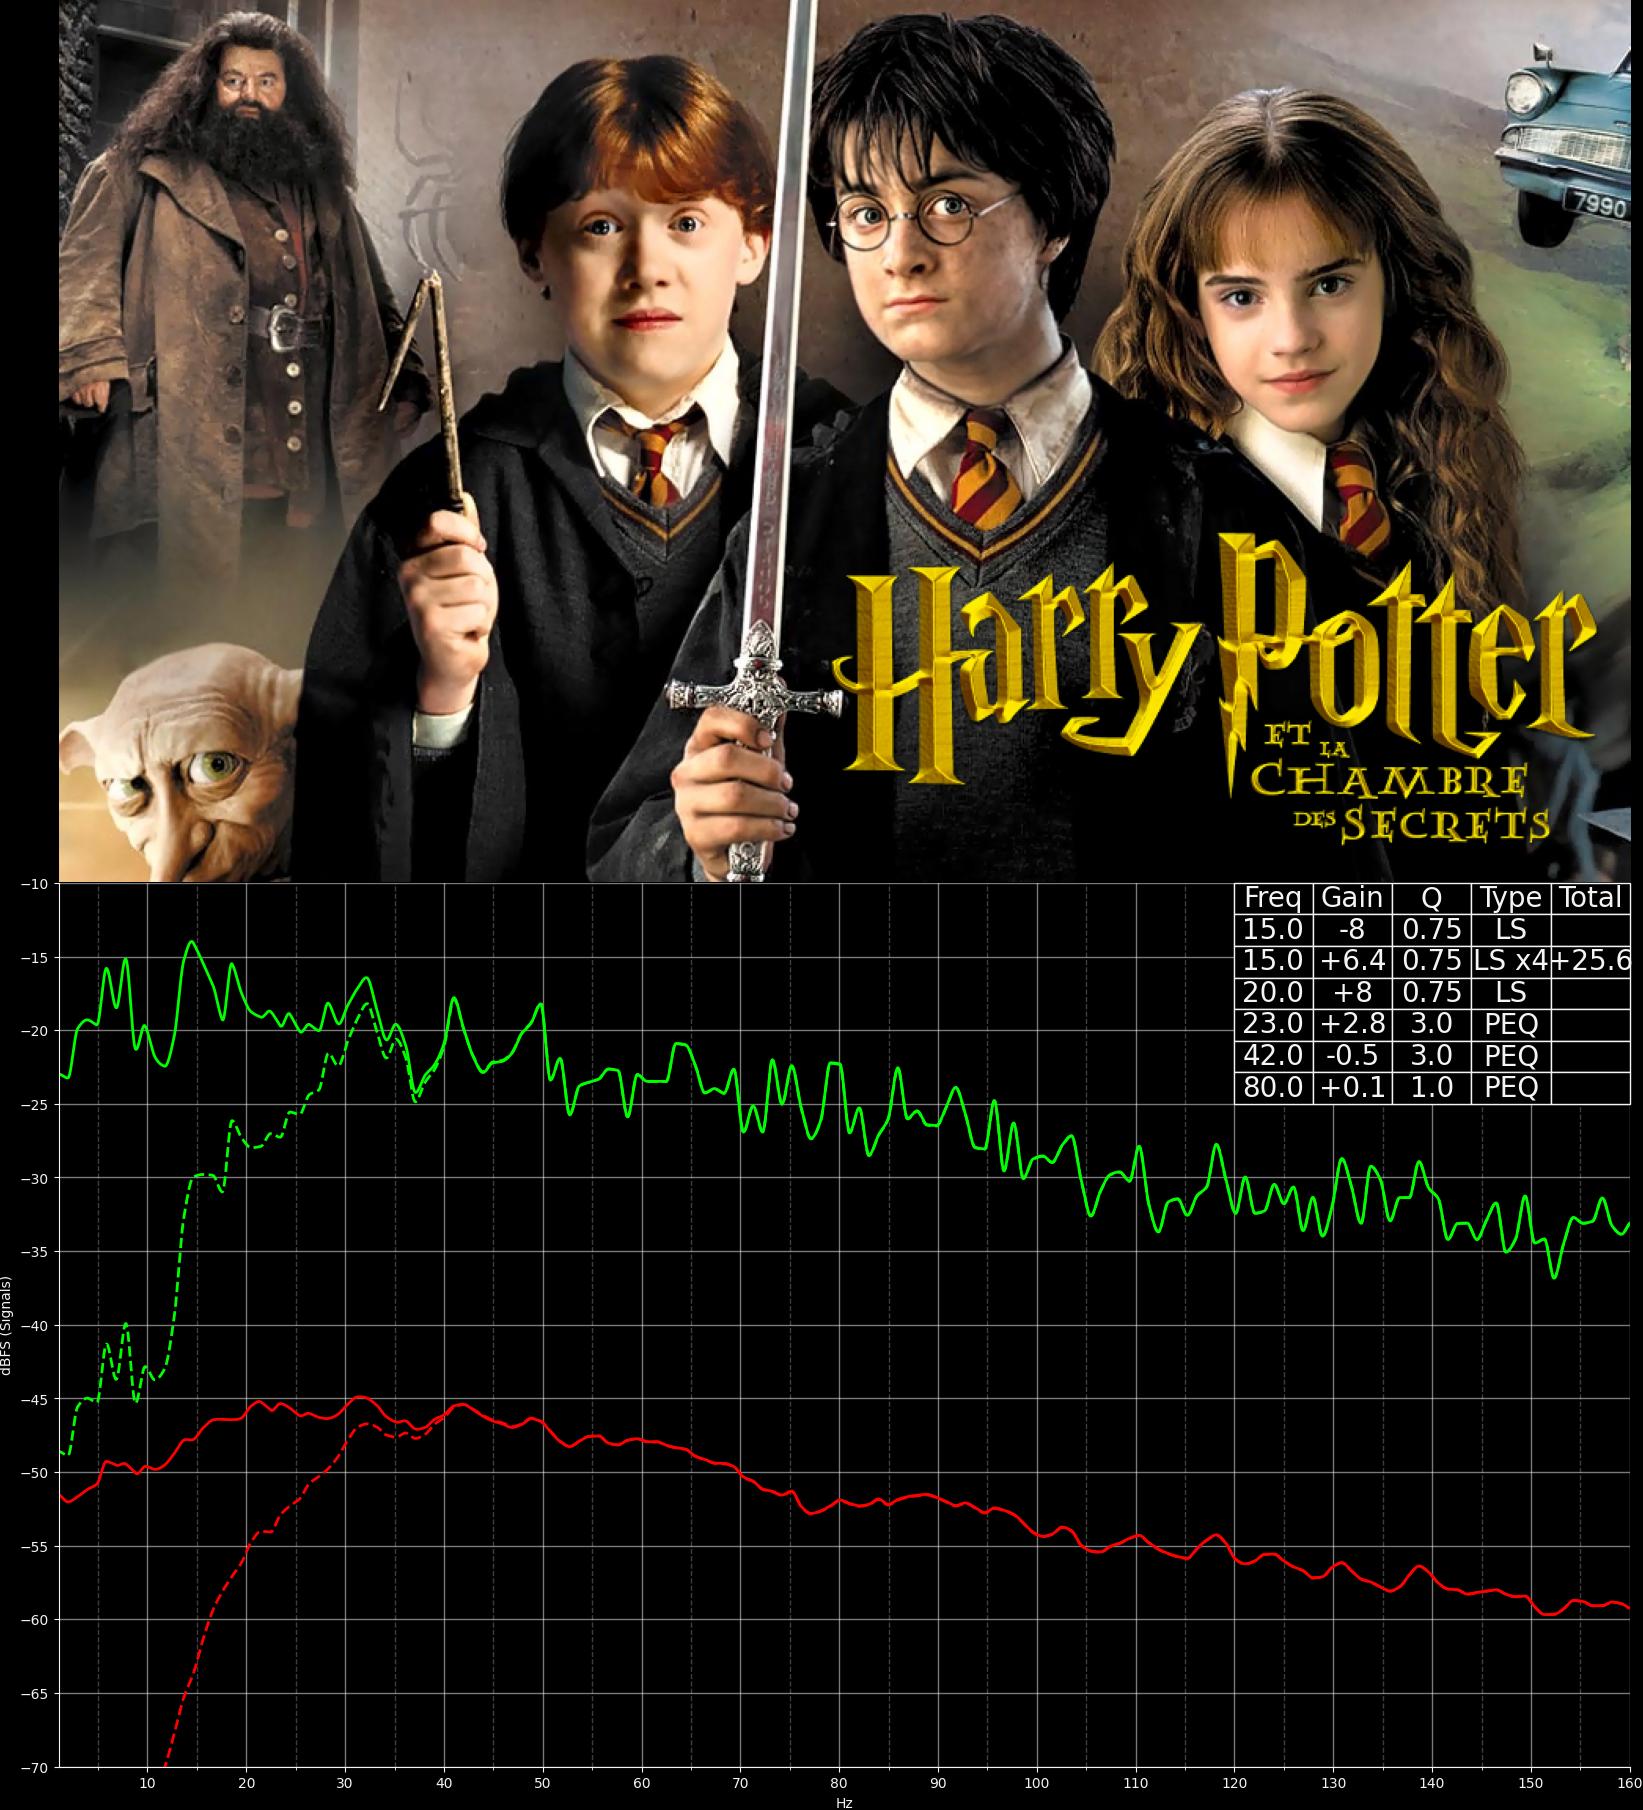 7990
Harry Potter
ET LA
CHAMBRE
DES SECRETS
Freq Gain Q Type Total
15.0 -8 0.75 LS
15.0 +6.4 0.75 LS x4 +25.6
20.0 +8 0.75 LS
23.0 +2.8 3.0 PEQ
42.0 -0.5 3.0 PEQ
80.0 +0.1 1.0 PEQ
−10
−15
−20
−25
−30
−35
−40
−45
−50
−55
−60
−65
−70
dBFS (Signals)
10 20 30 40 50 60 70 80 90 100 110 120 130 140 150 160
Hz